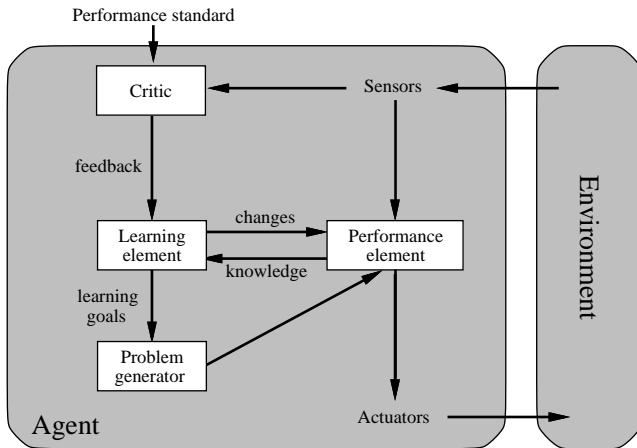 Performance standard
Critic
Sensors
feedback
changes
Learning
element
Performance
element
knowledge
learning
goals
Problem
generator
Agent
Actuators
Environment